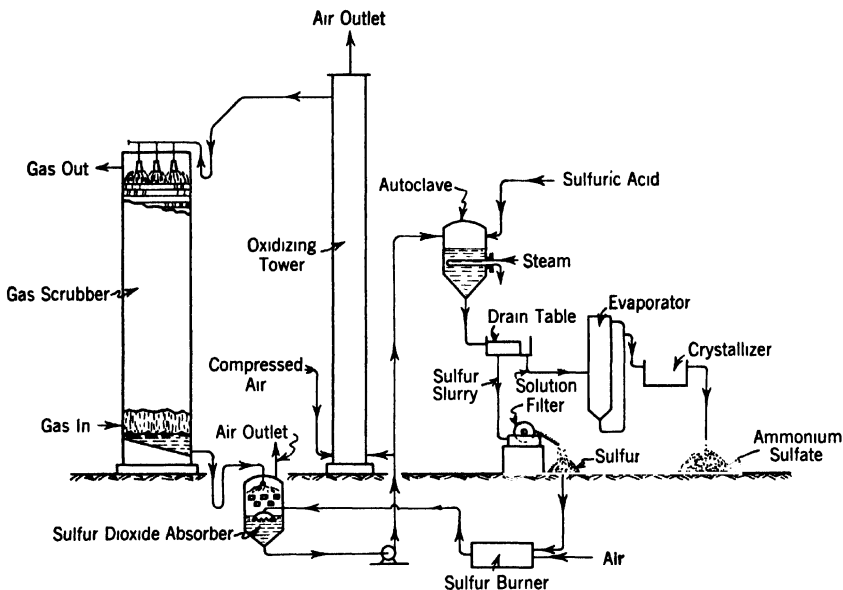 Air Outlet
Gas Out
Autoclave
Sulfuric Acid
Oxidizing
Tower
Steam
Gas Scrubber
Evaporator
Drain Table
Crystallizer
Compressed
Air
Sulfur
Slurry
Solution
Filter
Gas In
Air Outlet
Sulfur
Ammonium
Sulfate
Sulfur Dioxide Absorber
Air
Sulfur Burner